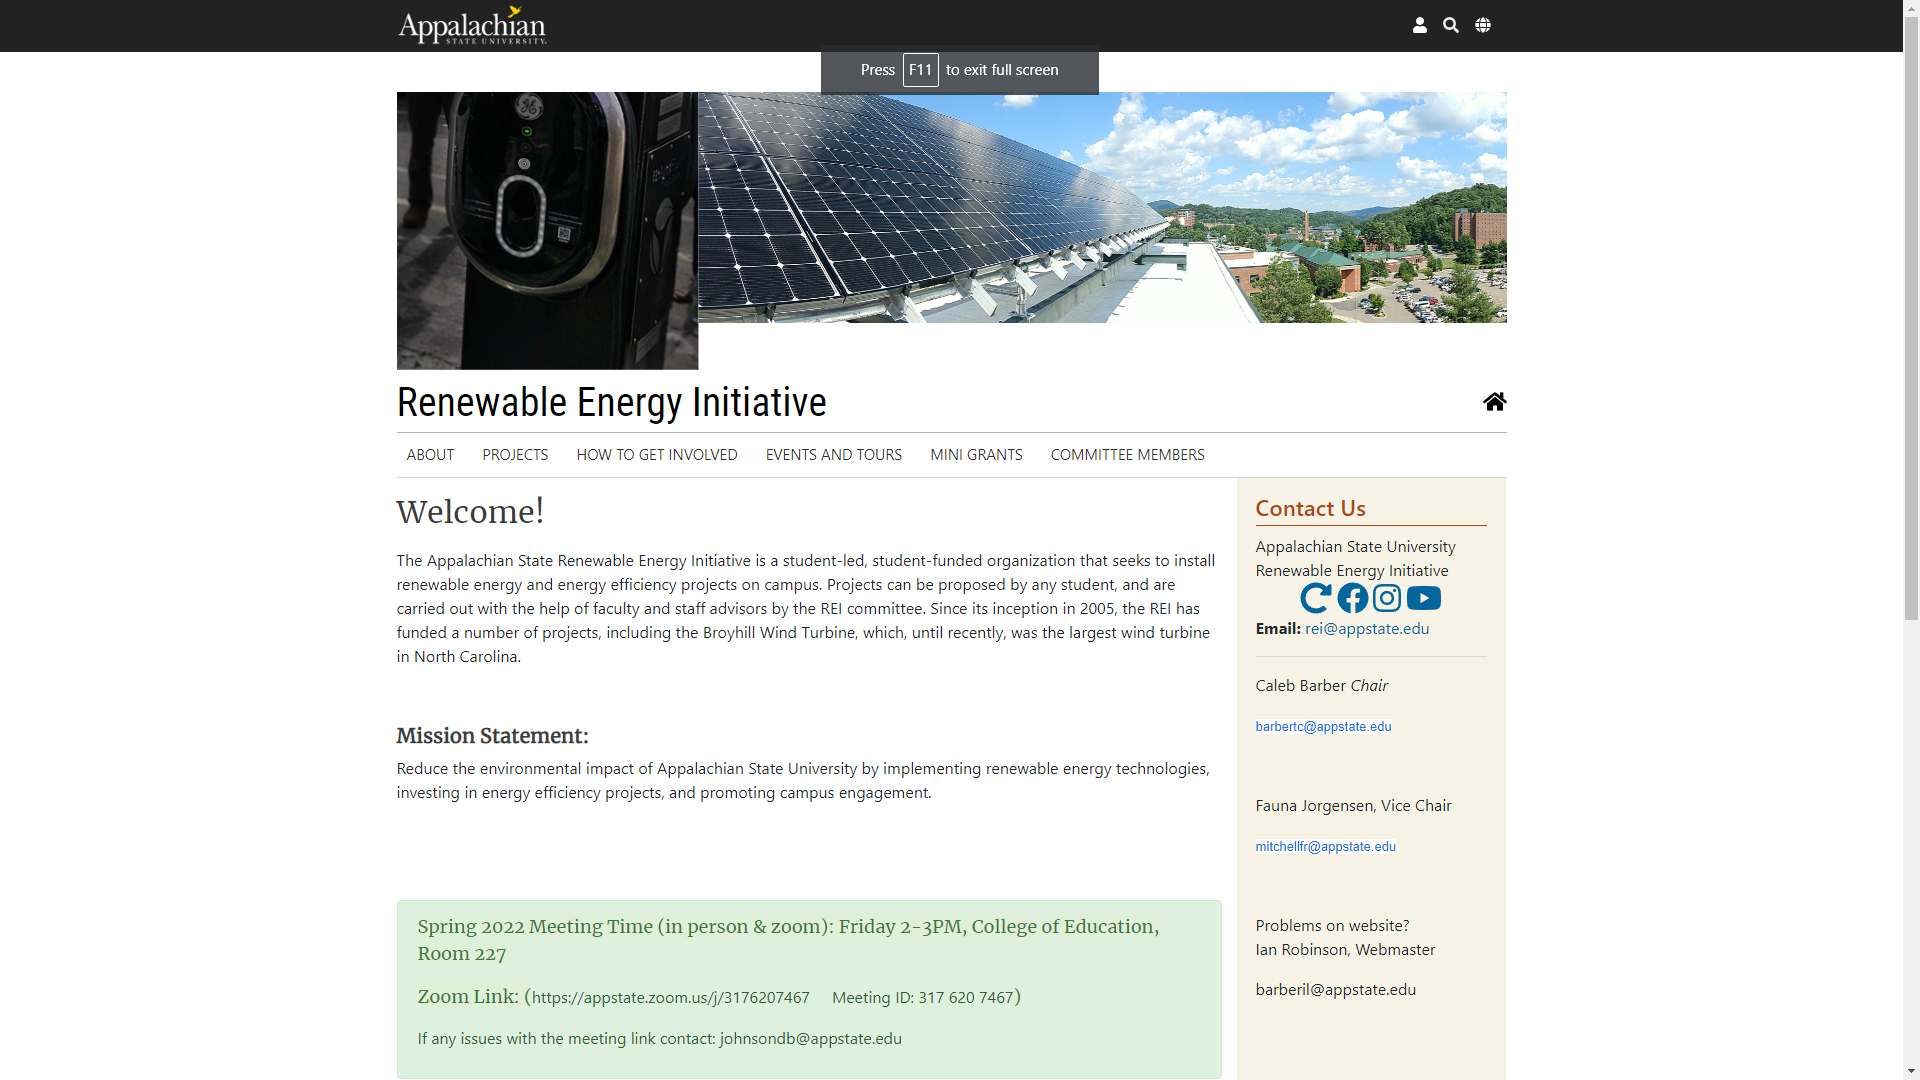 Appalachian
STATE UNIVERSITY
Press F11 to exit full screen
Renewable Energy Initiative
ABOUT PROJECTS HOW TO GET INVOLVED EVENTS AND TOURS MINI GRANTS COMMITTEE MEMBERS
Welcome!
The Appalachian State Renewable Energy Initiative is a student-led, student-funded organization that seeks to install
renewable energy and energy efficiency projects on campus. Projects can be proposed by any student, and are
carried out with the help of faculty and staff advisors by the REI committee. Since its inception in 2005, the REI has
funded a number of projects, including the Broyhill Wind Turbine, which, until recently, was the largest wind turbine
in North Carolina.
Mission Statement:
Reduce the environmental impact of Appalachian State University by implementing renewable energy technologies,
investing in energy efficiency projects, and promoting campus engagement.
Spring 2022 Meeting Time (in person & zoom): Friday 2-3PM, College of Education,
Room 227
Zoom Link: (https://appstate.zoom.us/j/3176207467 Meeting ID: 317 620 7467)
If any issues with the meeting link contact: johnsondb@appstate.edu
Contact Us
Appalachian State University
Renewable Energy Initiative
Email: rei@appstate.edu
Caleb Barber Chair
barbertc@appstate.edu
Fauna Jorgensen, Vice Chair
mitchellfr@appstate.edu
Problems on website?
Ian Robinson, Webmaster
barberil@appstate.edu